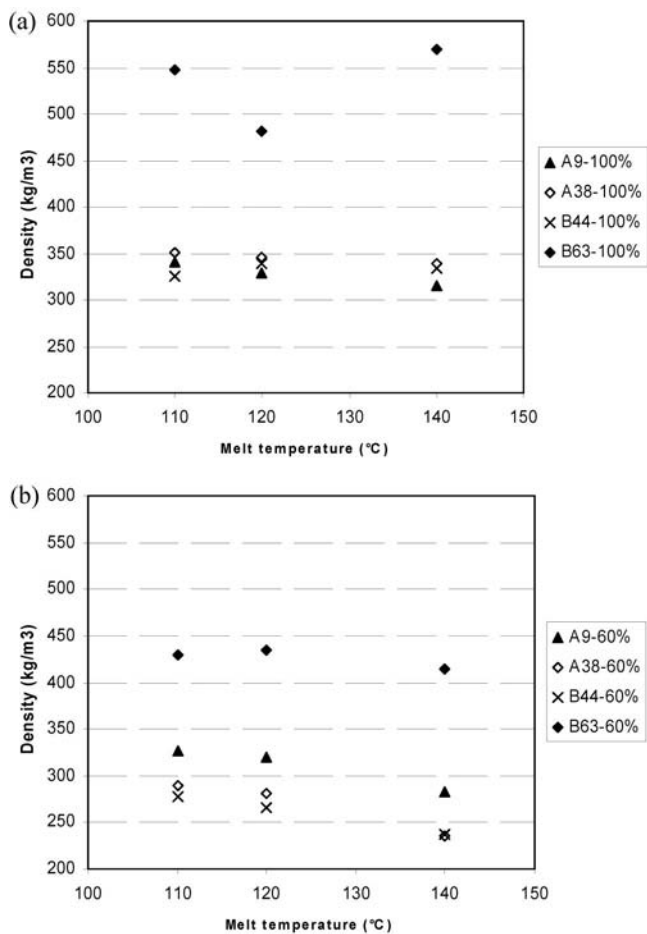 (a)
600
550
500
450
400
350
300
250
200
100 110 120 130 140 150
Density (kg/m3)
Melt temperature (°C)
A9-100%
A38-100%
B44-100%
B63-100%
(b)
600
550
500
450
400
350
300
250
200
100 110 120 130 140 150
Density (kg/m3)
Melt temperature (°C)
A9-60%
A38-60%
B44-60%
B63-60%